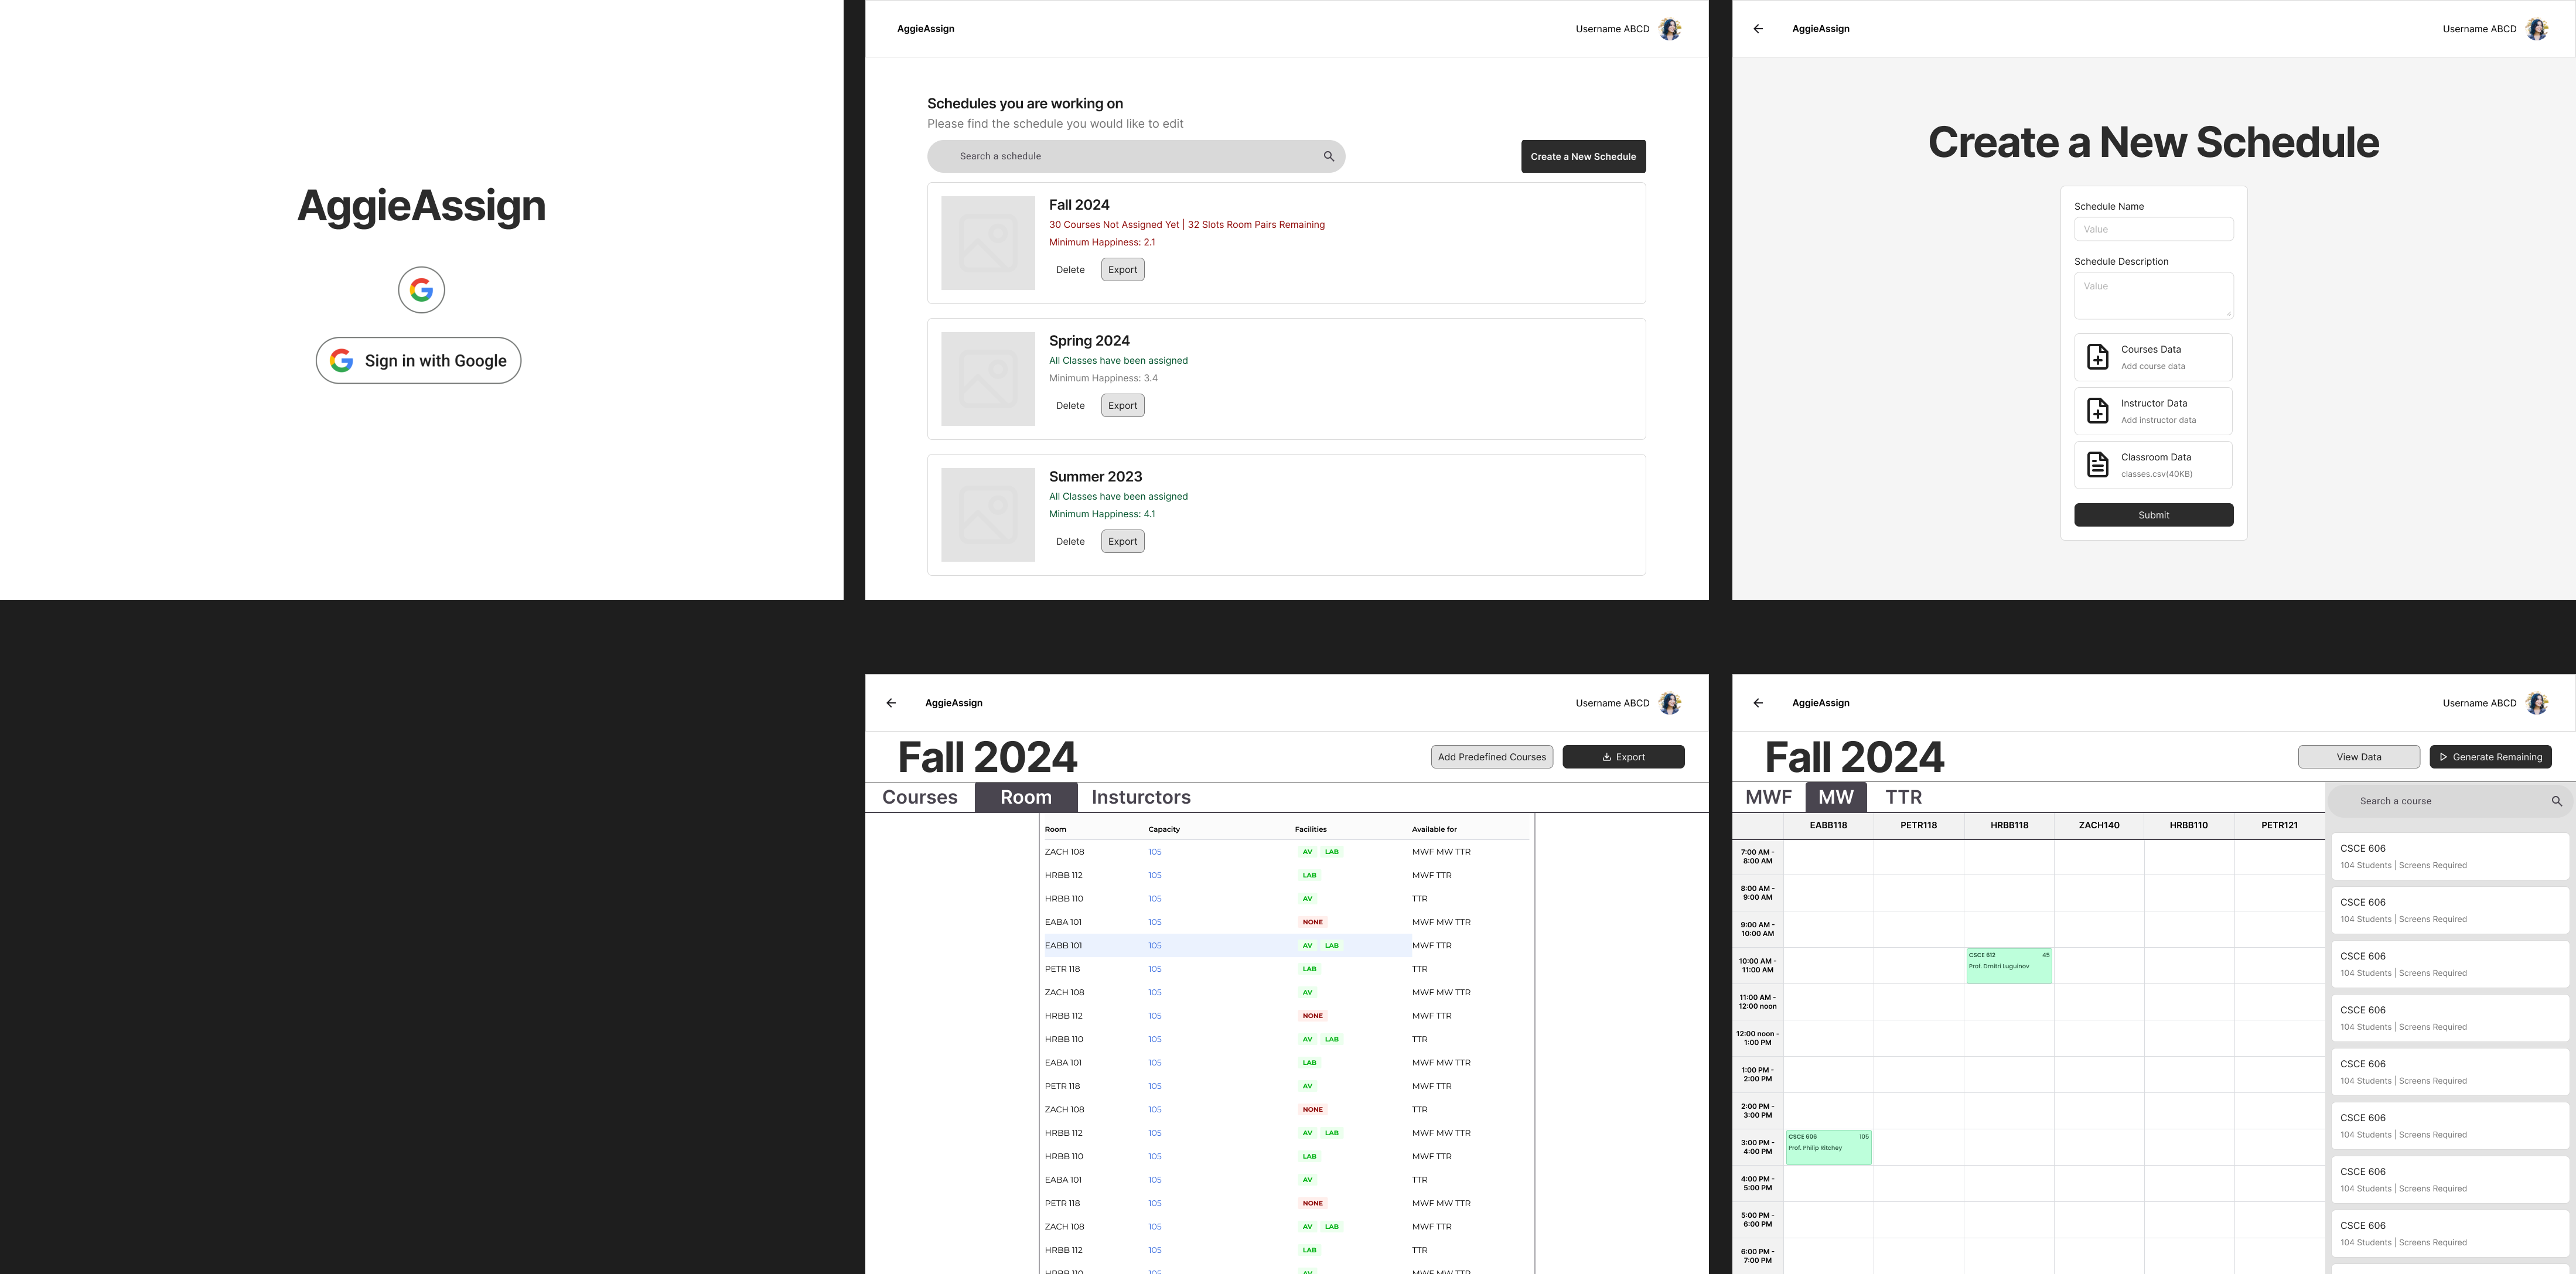 AggieAssign
Sign in with Google
AggieAssign
Username ABCD
Schedules you are working on
Please find the schedule you would like to edit
Search a schedule
Create a New Schedule
Fall 2024
30 Courses Not Assigned Yet | 32 Slots Room Pairs Remaining
Minimum Happiness: 2.1
Delete Export
Spring 2024
All Classes have been assigned
Minimum Happiness: 3.4
Delete Export
Summer 2023
All Classes have been assigned
Minimum Happiness: 4.1
Delete Export
AggieAssign
Username ABCD
Create a New Schedule
Schedule Name
Value
Schedule Description
Value
Courses Data
Add course data
Instructor Data
Add instructor data
Classroom Data
classes.csv(40KB)
Submit
AggieAssign
Username ABCD
Fall 2024
Add Predefined Courses
Export
Courses Room Insturctors
Room Capacity Facilities Available for
ZACH 108 105 AV LAB MWF MW TTR
HRBB 112 105 LAB MWF TTR
HRBB 110 105 AV TTR
EABA 101 105 NONE MWF MW TTR
EABB 101 105 AV LAB MWF TTR
PETR 118 105 LAB TTR
ZACH 108 105 AV MWF MW TTR
HRBB 112 105 NONE MWF TTR
HRBB 110 105 AV LAB TTR
EABA 101 105 LAB MWF MW TTR
PETR 118 105 AV MWF TTR
ZACH 108 105 NONE TTR
HRBB 112 105 AV LAB MWF MW TTR
HRBB 110 105 LAB MWF TTR
EABA 101 105 AV TTR
PETR 118 105 NONE MWF MW TTR
ZACH 108 105 AV LAB MWF TTR
HRBB 112 105 LAB TTR
HRBB 110 105 AV MWF MW TTR
AggieAssign
Username ABCD
Fall 2024
View Data
Generate Remaining
MWF MW TTR
EABB118 PETR118 HRBB118 ZACH140 HRBB110 PETR121
7:00 AM -
8:00 AM
8:00 AM -
9:00 AM
9:00 AM -
10:00 AM
10:00 AM -
11:00 AM
CSCE 612 45
Prof. Dmitri Luguinov
11:00 AM -
12:00 noon
12:00 noon -
1:00 PM
1:00 PM -
2:00 PM
2:00 PM -
3:00 PM
3:00 PM -
4:00 PM
CSCE 606 105
Prof. Philip Ritchey
4:00 PM -
5:00 PM
5:00 PM -
6:00 PM
6:00 PM -
7:00 PM
Search a course
CSCE 606
104 Students | Screens Required
CSCE 606
104 Students | Screens Required
CSCE 606
104 Students | Screens Required
CSCE 606
104 Students | Screens Required
CSCE 606
104 Students | Screens Required
CSCE 606
104 Students | Screens Required
CSCE 606
104 Students | Screens Required
CSCE 606
104 Students | Screens Required